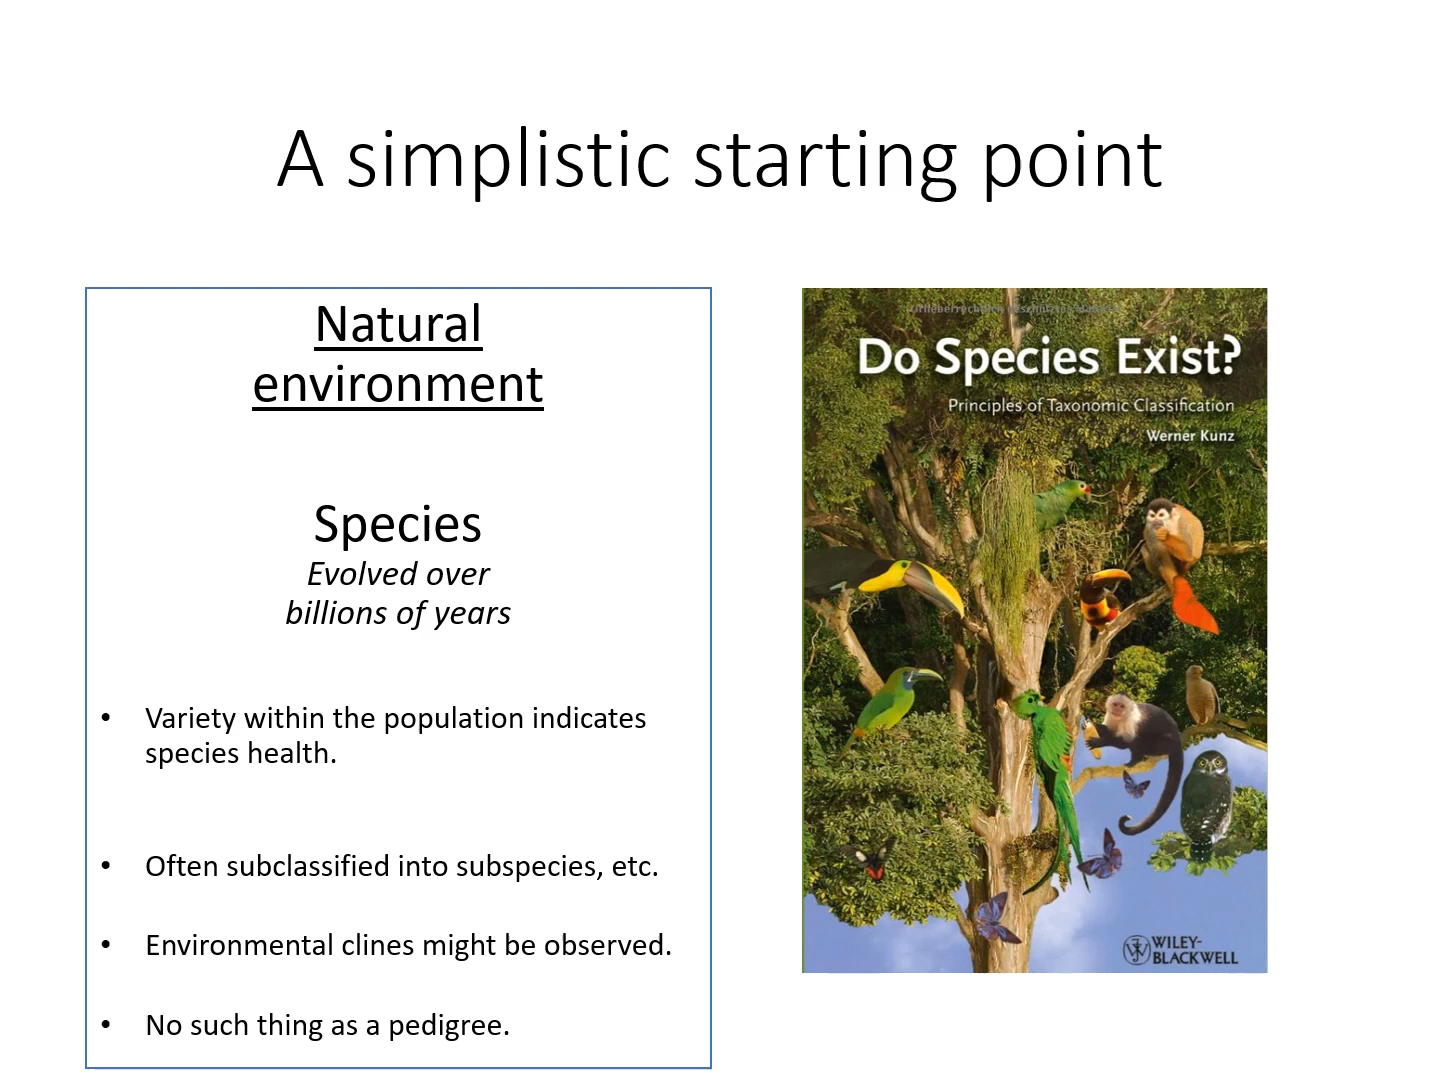 A simplistic starting point
Natural
environment
Species
Evolved over
billions of years
• Variety within the population indicates
species health.
• Often subclassified into subspecies, etc.
• Environmental clines might be observed.
• No such thing as a pedigree.
Do Species Exist?
Principles of Taxonomic Classification
Werner Kunz
WILEY-
BLACKWELL